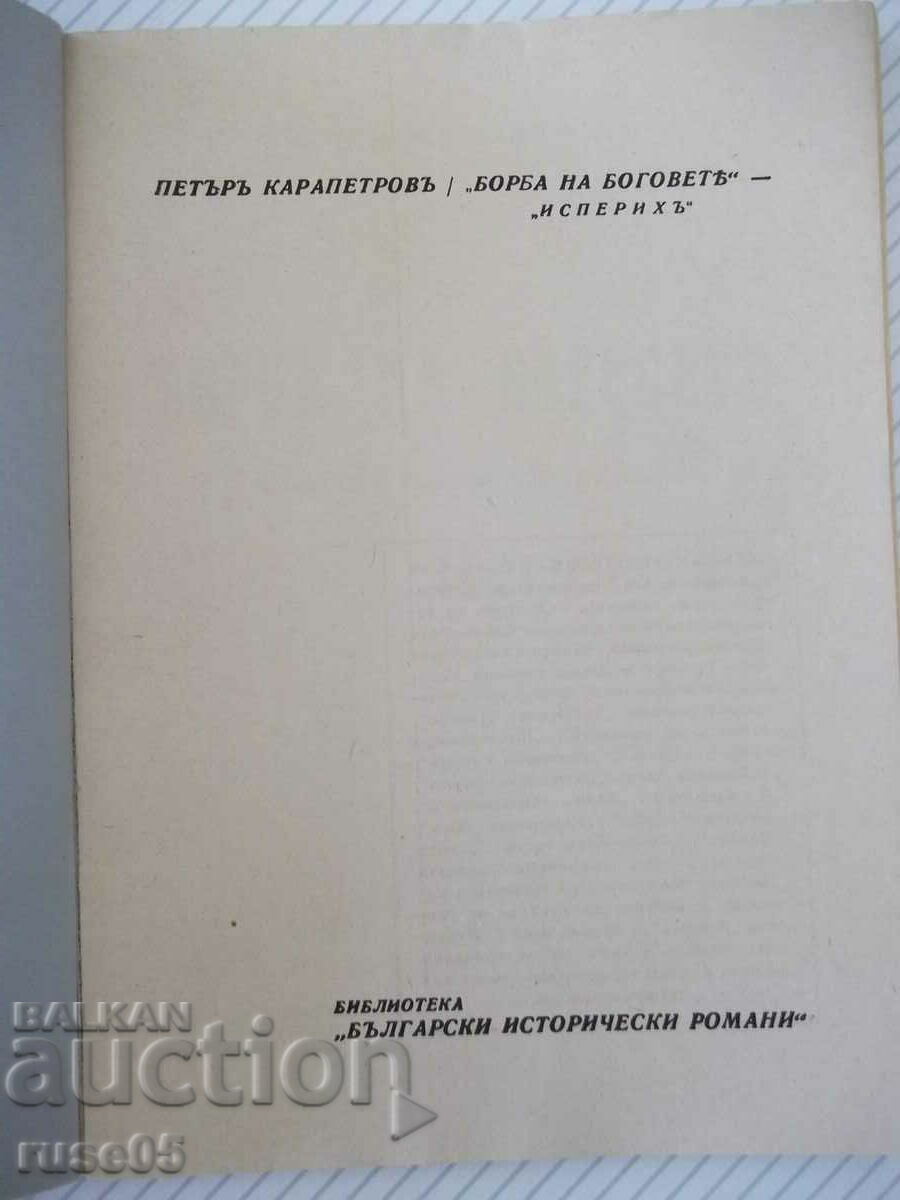 ПЕТЪРЪ КАРАПЕТРОВЪ / „БОРБА НА БОГОВЕТѢ“ —
„ИСПЕРИХЪ“
БИБЛИОТЕКА
„БЪЛГАРСКИ ИСТОРИЧЕСКИ РОМАНИ“
BALKAN
auction
ruse05